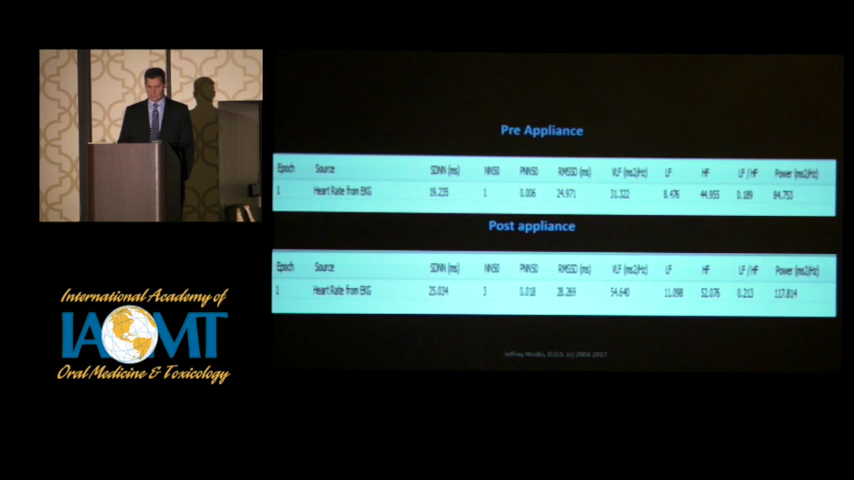 Pre Appliance
Epoch Source SDNN (ms) NN50 PNN50 RMSSD (ms) VLF (ms2/Hz) LF HF LF / HF Power (ms2/Hz)
1 Heart Rate from EKG 19.235 1 0.006 24.971 31.322 8.476 44.955 0.189 84.753
Post appliance
Epoch Source SDNN (ms) NN50 PNN50 RMSSD (ms) VLF (ms2/Hz) LF HF LF / HF Power (ms2/Hz)
1 Heart Rate from EKG 25.034 3 0.018 28.269 54.640 11.098 52.076 0.213 117.814
Jeffrey Hindin, D.D.S. (c) 2004-2017
International Academy of
IAOMT
Oral Medicine & Toxicology